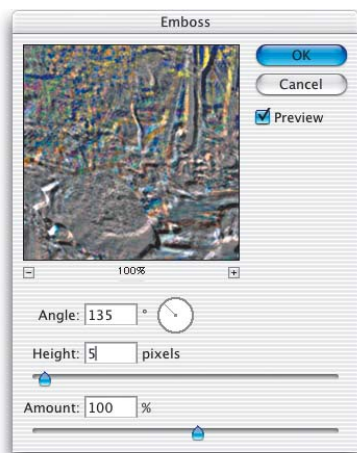 Emboss
OK
Cancel
Preview
100%
Angle: 135 °
Height: 5 pixels
Amount: 100 %